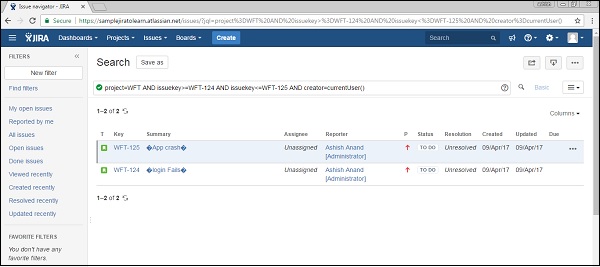 Issue navigator - JIRA
Secure | https://samplejiratolearn.atlassian.net/issues/?jql=project%3DWFT%20AND%20issuekey>%3DWFT-124%20AND%20issuekey<%3DWFT-125%20AND%20creator%3DcurrentUser()
JIRA Dashboards Projects Issues Boards Create Search
FILTERS
New filter
Find filters
My open issues
Reported by me
All issues
Open issues
Done issues
Viewed recently
Created recently
Resolved recently
Updated recently
FAVORITE FILTERS
You don't have any
favorite filters.
Search Save as
project=WFT AND issuekey>=WFT-124 AND issuekey<=WFT-125 AND creator=currentUser() Basic
1–2 of 2
Columns
T Key Summary Assignee Reporter P Status Resolution Created Updated Due
WFT-125 �App crash� Unassigned Ashish Anand TO DO Unresolved 09/Apr/17 09/Apr/17
[Administrator]
WFT-124 �login Fails� Unassigned Ashish Anand TO DO Unresolved 09/Apr/17 09/Apr/17
[Administrator]
1–2 of 2